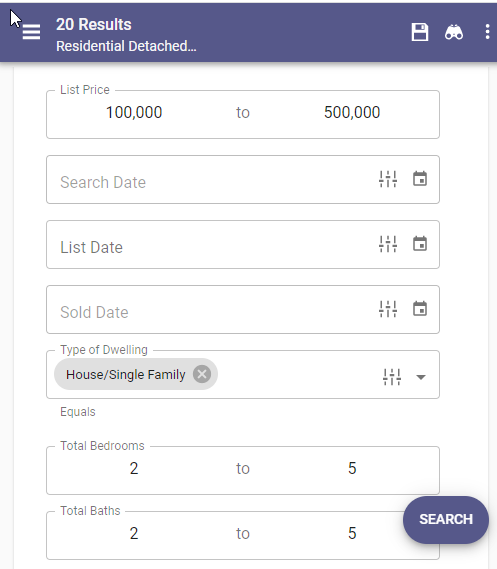 20 Results
Residential Detached...
List Price
100,000 to 500,000
Search Date
List Date
Sold Date
Type of Dwelling
House/Single Family
Equals
Total Bedrooms
2 to 5
Total Baths
2 to 5
SEARCH